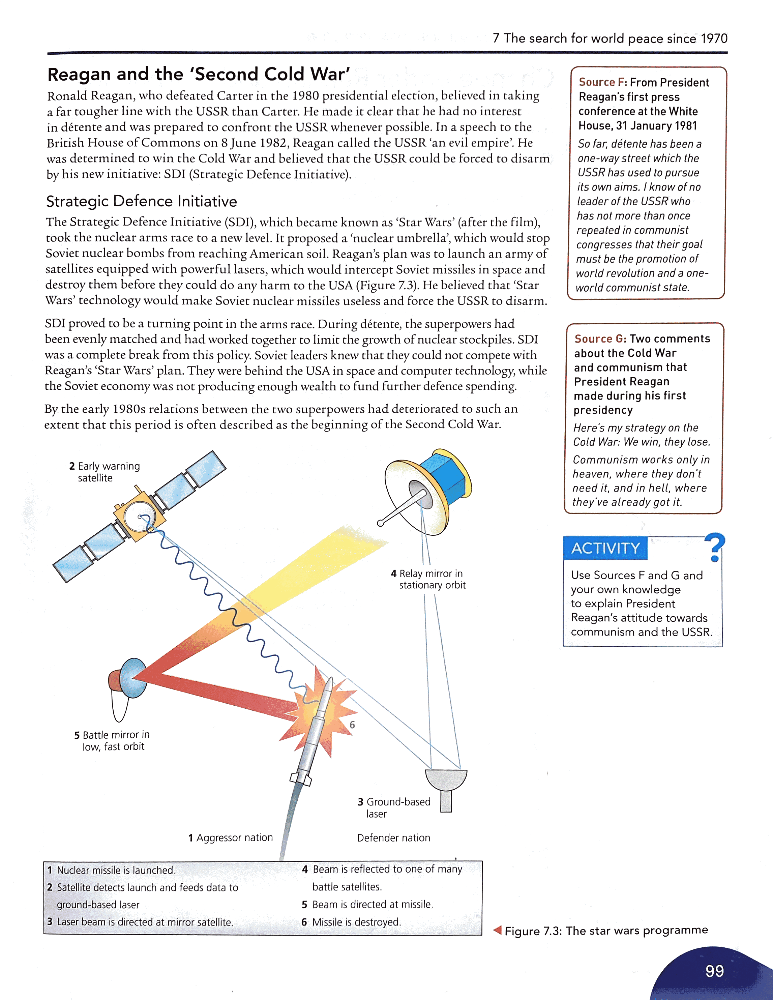 7 The search for world peace since 1970
Reagan and the ‘Second Cold War’
Ronald Reagan, who defeated Carter in the 1980 presidential election, believed in taking
a far tougher line with the USSR than Carter. He made it clear that he had no interest
in détente and was prepared to confront the USSR whenever possible. In a speech to the
British House of Commons on 8 June 1982, Reagan called the USSR ‘an evil empire’. He
was determined to win the Cold War and believed that the USSR could be forced to disarm
by his new initiative: SDI (Strategic Defence Initiative).
Strategic Defence Initiative
The Strategic Defence Initiative (SDI), which became known as ‘Star Wars’ (after the film),
took the nuclear arms race to a new level. It proposed a ‘nuclear umbrella’, which would stop
Soviet nuclear bombs from reaching American soil. Reagan’s plan was to launch an army of
satellites equipped with powerful lasers, which would intercept Soviet missiles in space and
destroy them before they could do any harm to the USA (Figure 7.3). He believed that ‘Star
Wars’ technology would make Soviet nuclear missiles useless and force the USSR to disarm.
SDI proved to be a turning point in the arms race. During détente, the superpowers had
been evenly matched and had worked together to limit the growth of nuclear stockpiles. SDI
was a complete break from this policy. Soviet leaders knew that they could not compete with
Reagan’s ‘Star Wars’ plan. They were behind the USA in space and computer technology, while
the Soviet economy was not producing enough wealth to fund further defence spending.
By the early 1980s relations between the two superpowers had deteriorated to such an
extent that this period is often described as the beginning of the Second Cold War.
Source F: From President
Reagan’s first press
conference at the White
House, 31 January 1981
So far, détente has been a
one-way street which the
USSR has used to pursue
its own aims. I know of no
leader of the USSR who
has not more than once
repeated in communist
congresses that their goal
must be the promotion of
world revolution and a one-
world communist state.
Source G: Two comments
about the Cold War
and communism that
President Reagan
made during his first
presidency
Here’s my strategy on the
Cold War: We win, they lose.
Communism works only in
heaven, where they don’t
need it, and in hell, where
they’ve already got it.
ACTIVITY ?
Use Sources F and G and
your own knowledge
to explain President
Reagan’s attitude towards
communism and the USSR.
2 Early warning
satellite
4 Relay mirror in
stationary orbit
5 Battle mirror in
low, fast orbit
6
3 Ground-based
laser
1 Aggressor nation
Defender nation
1 Nuclear missile is launched.
2 Satellite detects launch and feeds data to
ground-based laser
3 Laser beam is directed at mirror satellite.
4 Beam is reflected to one of many
battle satellites.
5 Beam is directed at missile.
6 Missile is destroyed.
Figure 7.3: The star wars programme
99